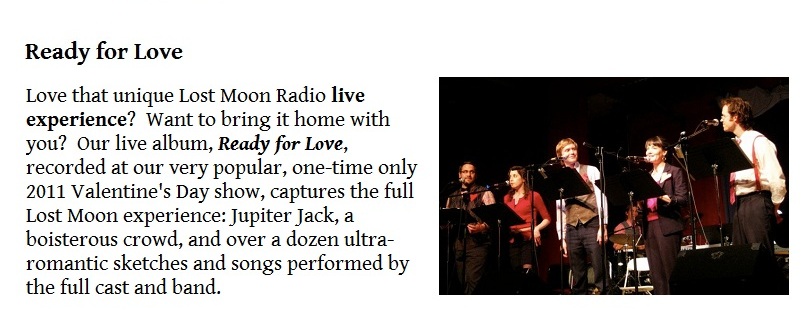 Ready for Love
Love that unique Lost Moon Radio live
experience?  Want to bring it home with
you?  Our live album, Ready for Love,
recorded at our very popular, one-time only
2011 Valentine's Day show, captures the full
Lost Moon experience: Jupiter Jack, a
boisterous crowd, and over a dozen ultra-
romantic sketches and songs performed by
the full cast and band.